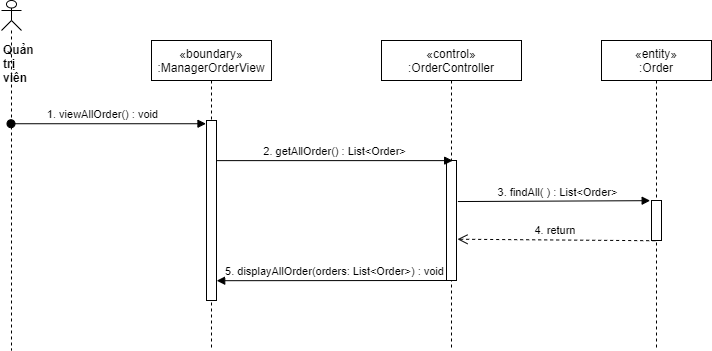 Quản
trị
viên
«boundary»
:ManagerOrderView
«control»
:OrderController
«entity»
:Order
1. viewAllOrder() : void
2. getAllOrder() : List<Order>
3. findAll( ) : List<Order>
4. return
5. displayAllOrder(orders: List<Order>) : void